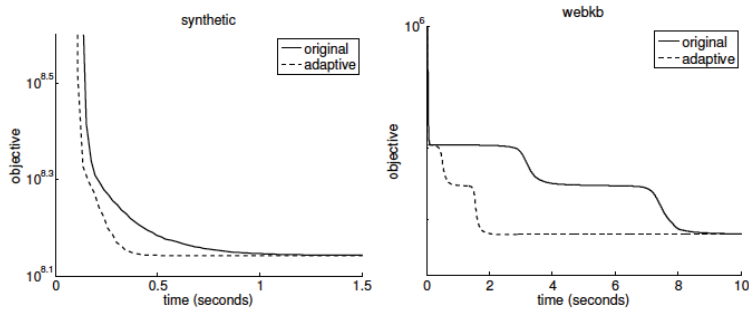 synthetic
original
adaptive
10^8.5
10^8.3
10^8.1
objective
0
0.5
1
1.5
time (seconds)
webkb
original
adaptive
10^6
objective
0
2
4
6
8
10
time (seconds)